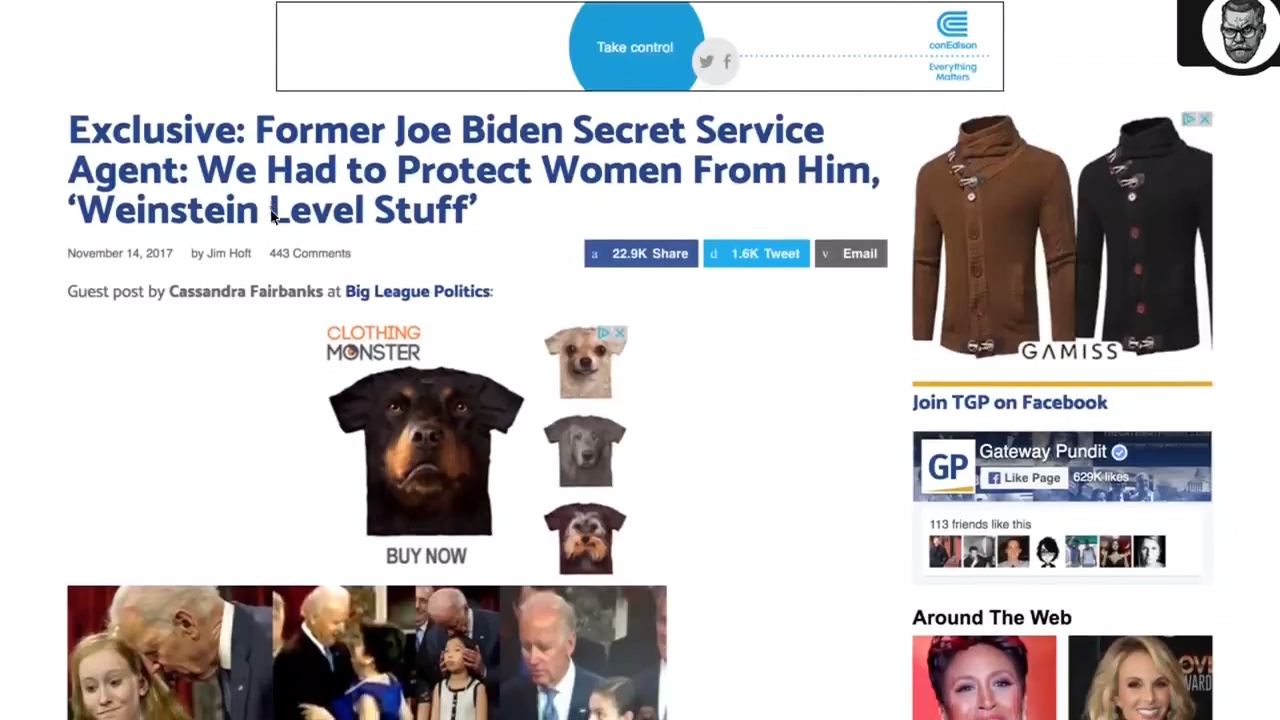 Take control
conEdison
Everything
Matters
Exclusive: Former Joe Biden Secret Service
Agent: We Had to Protect Women From Him,
‘Weinstein Level Stuff’
November 14, 2017 by Jim Hoft 443 Comments
a 22.9K Share d 1.6K Tweet v Email
Guest post by Cassandra Fairbanks at Big League Politics:
CLOTHING
MONSTER
BUY NOW
GAMISS
Join TGP on Facebook
GP
Gateway Pundit
Like Page 629K likes
113 friends like this
Around The Web